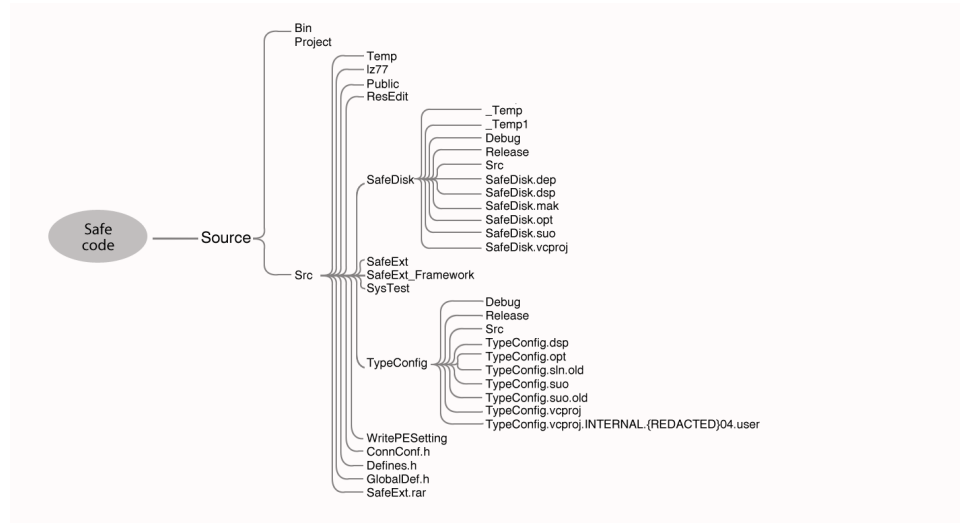 Safe
code
Source
Bin
Project
Src
Temp
lz77
Public
ResEdit
SafeDisk
_Temp
_Temp1
Debug
Release
Src
SafeDisk.dep
SafeDisk.dsp
SafeDisk.mak
SafeDisk.opt
SafeDisk.suo
SafeDisk.vcproj
SafeExt
SafeExt_Framework
SysTest
TypeConfig
Debug
Release
Src
TypeConfig.dsp
TypeConfig.opt
TypeConfig.sln.old
TypeConfig.suo
TypeConfig.suo.old
TypeConfig.vcproj
TypeConfig.vcproj.INTERNAL.{REDACTED}04.user
WritePESetting
ConnConf.h
Defines.h
GlobalDef.h
SafeExt.rar